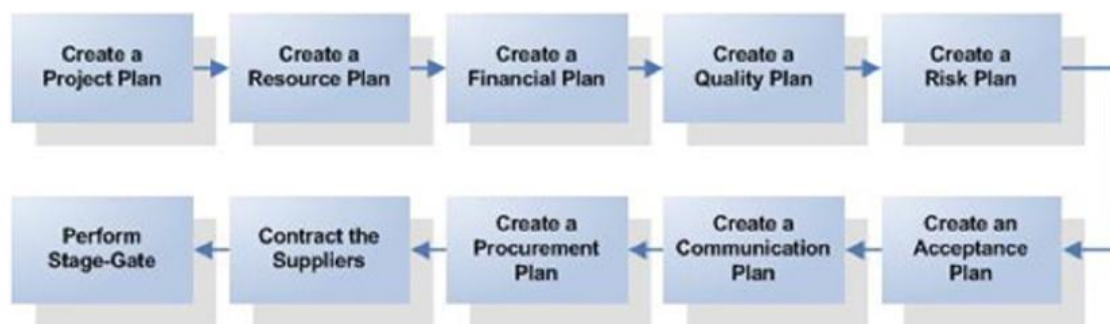 Create a
Project Plan
Create a
Resource Plan
Create a
Financial Plan
Create a
Quality Plan
Create a
Risk Plan
Create an
Acceptance
Plan
Create a
Communication
Plan
Create a
Procurement
Plan
Contract the
Suppliers
Perform
Stage-Gate